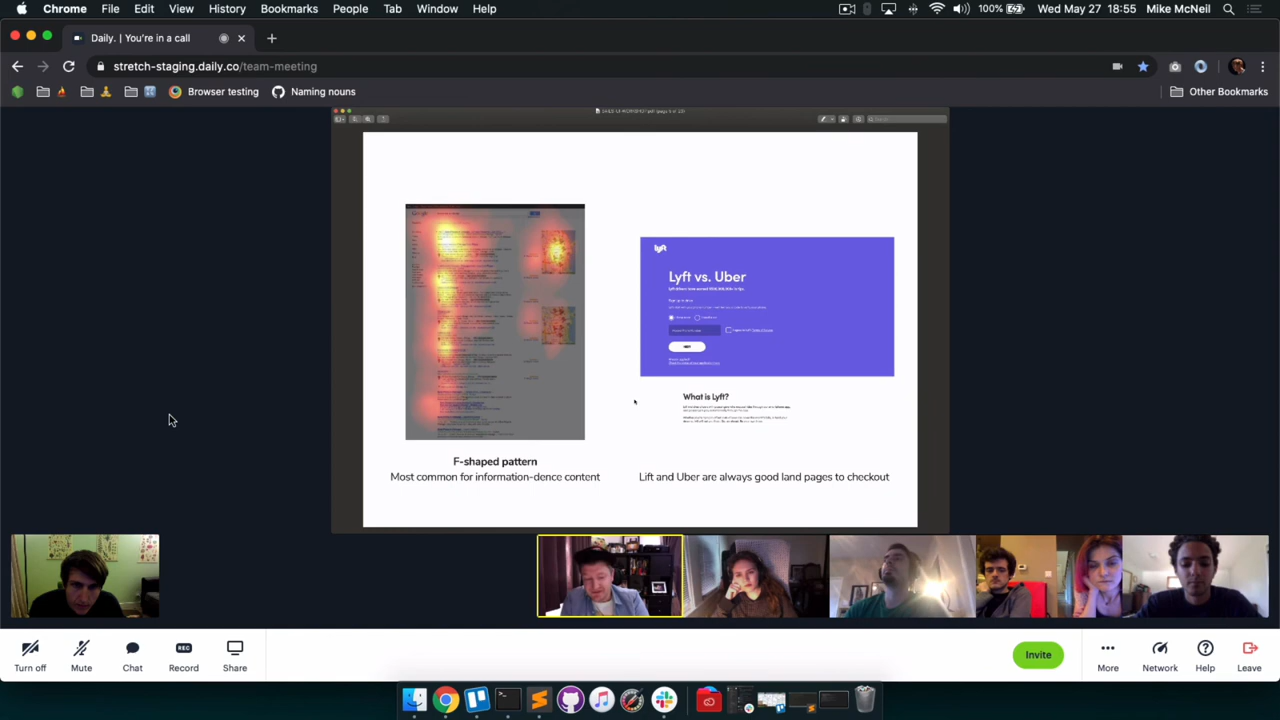 Chrome File Edit View History Bookmarks People Tab Window Help 100% Wed May 27 18:55 Mike McNeil
Daily. | You're in a call
stretch-staging.daily.co/team-meeting
Browser testing Naming nouns Other Bookmarks
Lyft
Lyft vs. Uber
What is Lyft?
F-shaped pattern
Most common for information-dence content
Lift and Uber are always good land pages to checkout
Turn off Mute Chat REC Record Share Invite More Network Help Leave